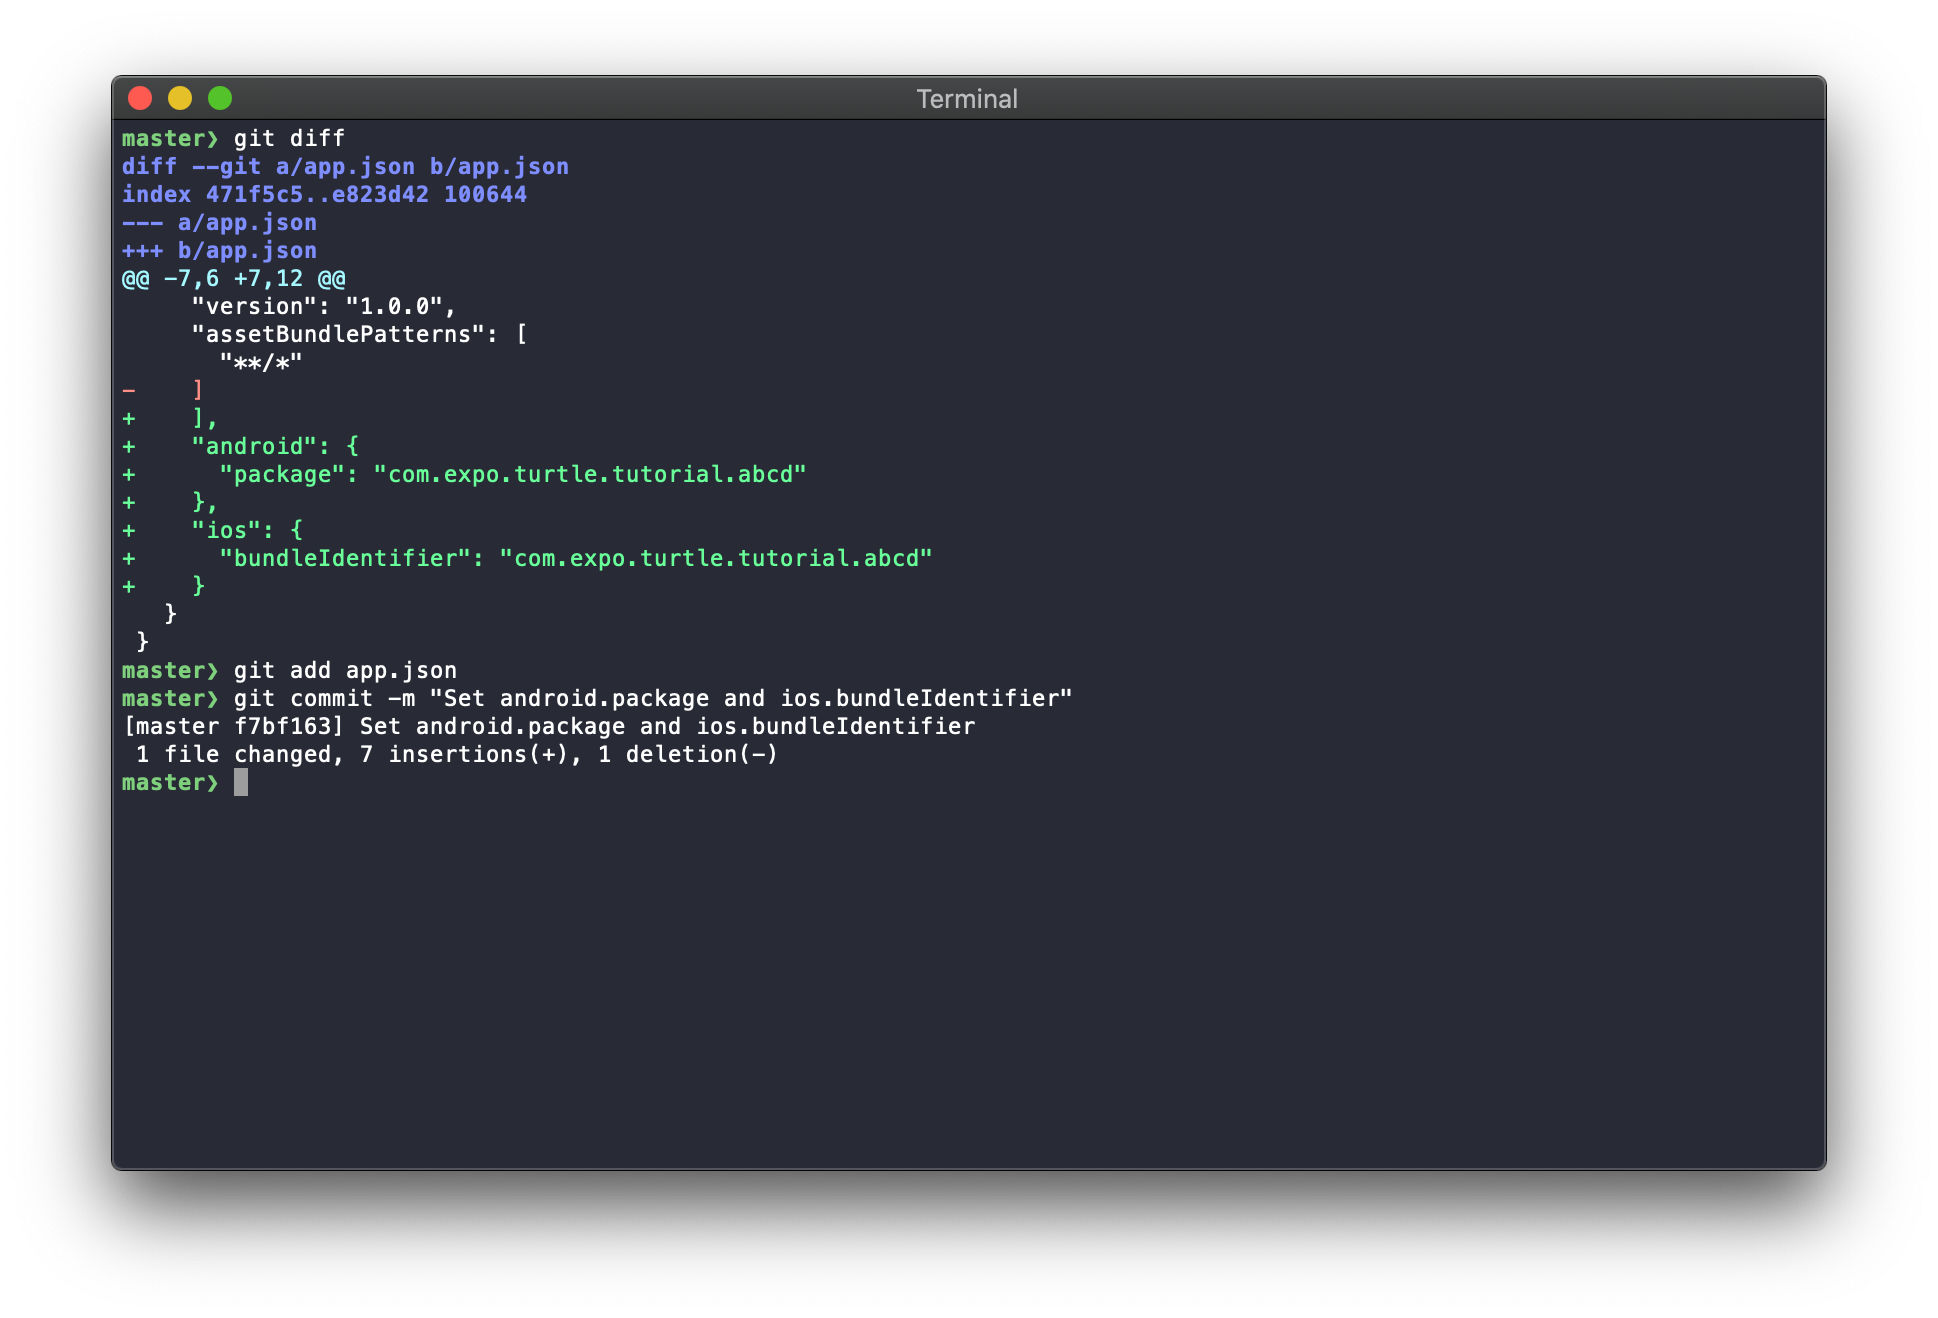 Terminal
master❯ git diff
diff --git a/app.json b/app.json
index 471f5c5..e823d42 100644
--- a/app.json
+++ b/app.json
@@ -7,6 +7,12 @@
     "version": "1.0.0",
     "assetBundlePatterns": [
       "**/*"
-    ]
+    ],
+    "android": {
+      "package": "com.expo.turtle.tutorial.abcd"
+    },
+    "ios": {
+      "bundleIdentifier": "com.expo.turtle.tutorial.abcd"
+    }
   }
 }
master❯ git add app.json
master❯ git commit -m "Set android.package and ios.bundleIdentifier"
[master f7bf163] Set android.package and ios.bundleIdentifier
 1 file changed, 7 insertions(+), 1 deletion(-)
master❯